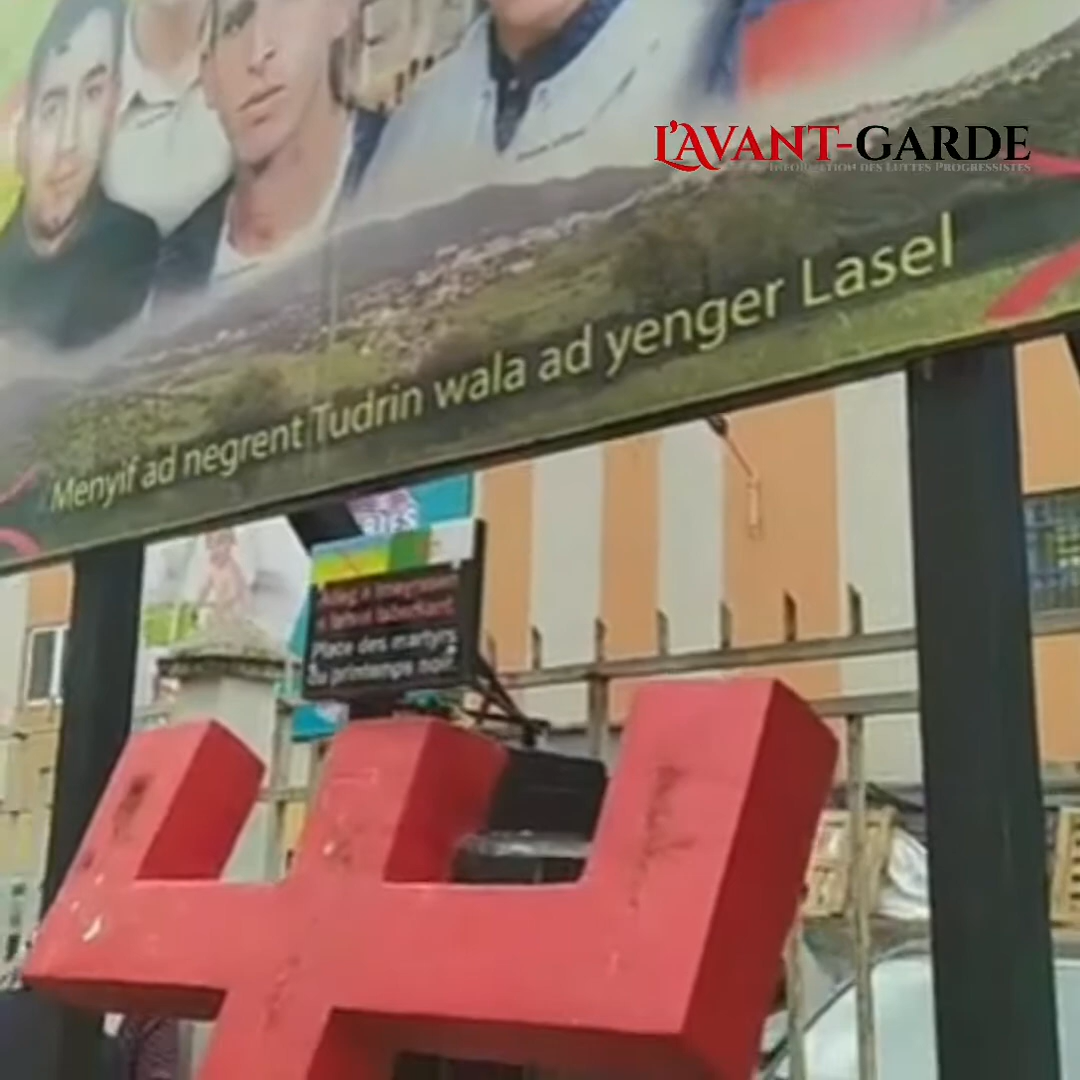 L'AVANT-GARDE
INFORMATION DES LUTTES PROGRESSISTES
Menyif ad negrent Tudrin wala ad yenger Lasel
Place des martyrs
du printemps noir